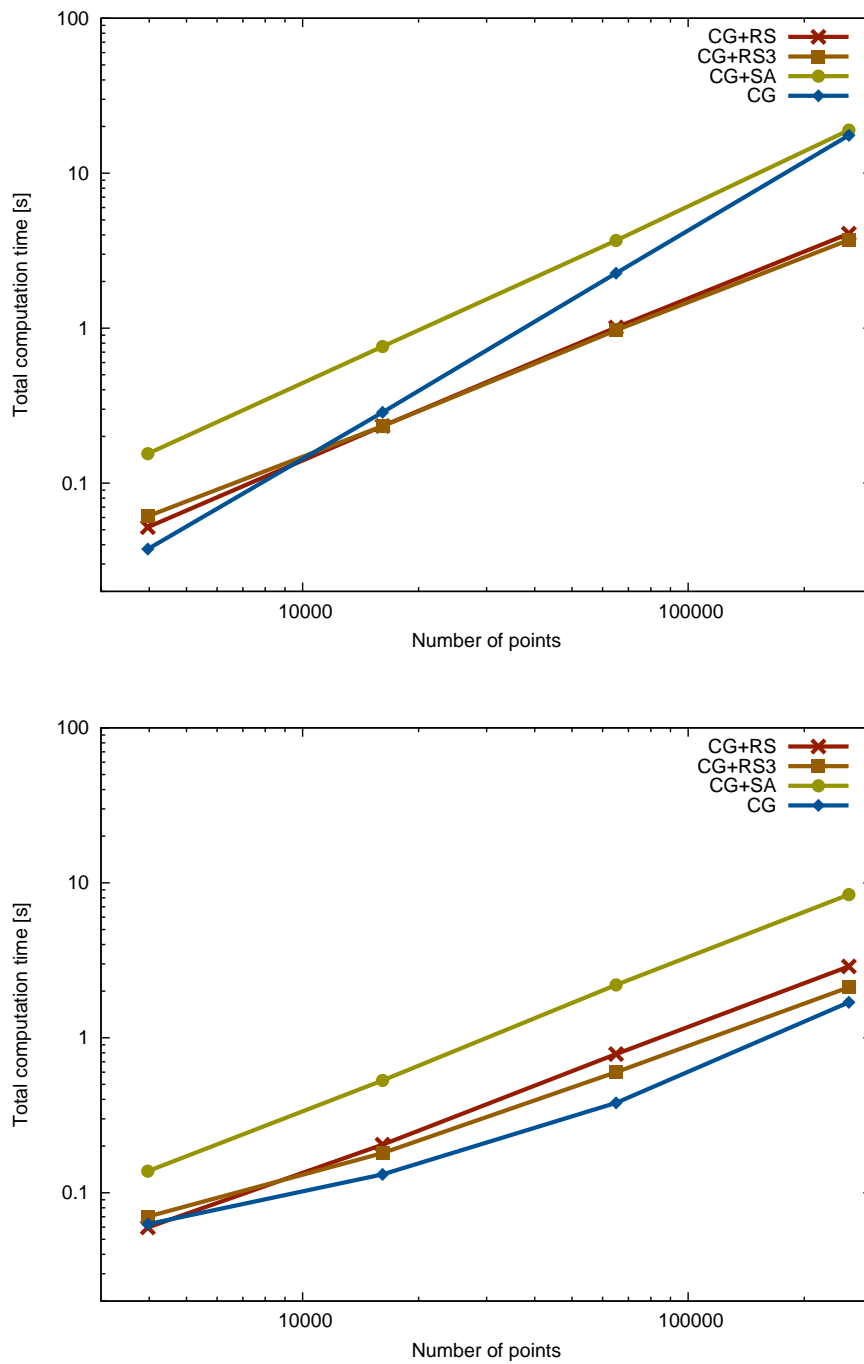 100
10
1
0.1
10000
100000
Total computation time [s]
Number of points
CG+RS
CG+RS3
CG+SA
CG
100
10
1
0.1
10000
100000
Total computation time [s]
Number of points
CG+RS
CG+RS3
CG+SA
CG